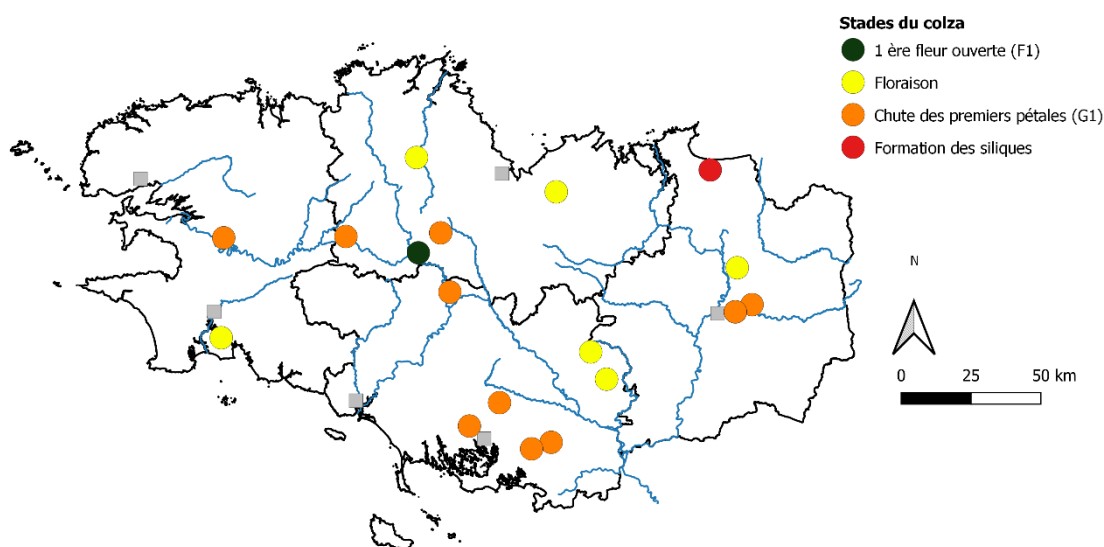 Stades du colza
1 ère fleur ouverte (F1)
Floraison
Chute des premiers pétales (G1)
Formation des siliques
N
0 25 50 km